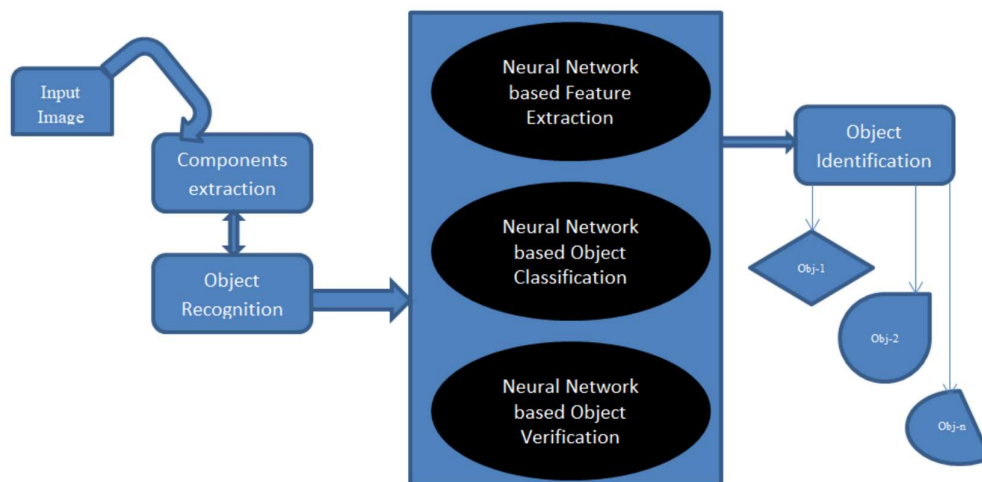 Input
Image
Components
extraction
Object
Recognition
Neural Network
based Feature
Extraction
Neural Network
based Object
Classification
Neural Network
based Object
Verification
Object
Identification
Obj-1
Obj-2
Obj-n